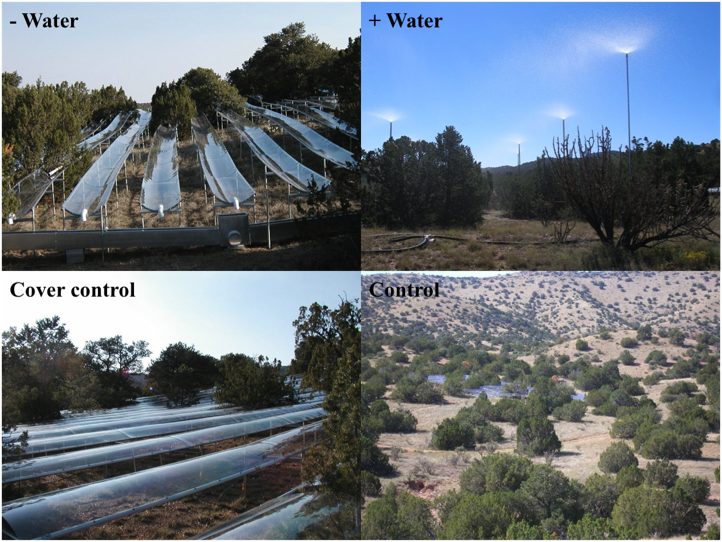 - Water
+ Water
Cover control
Control